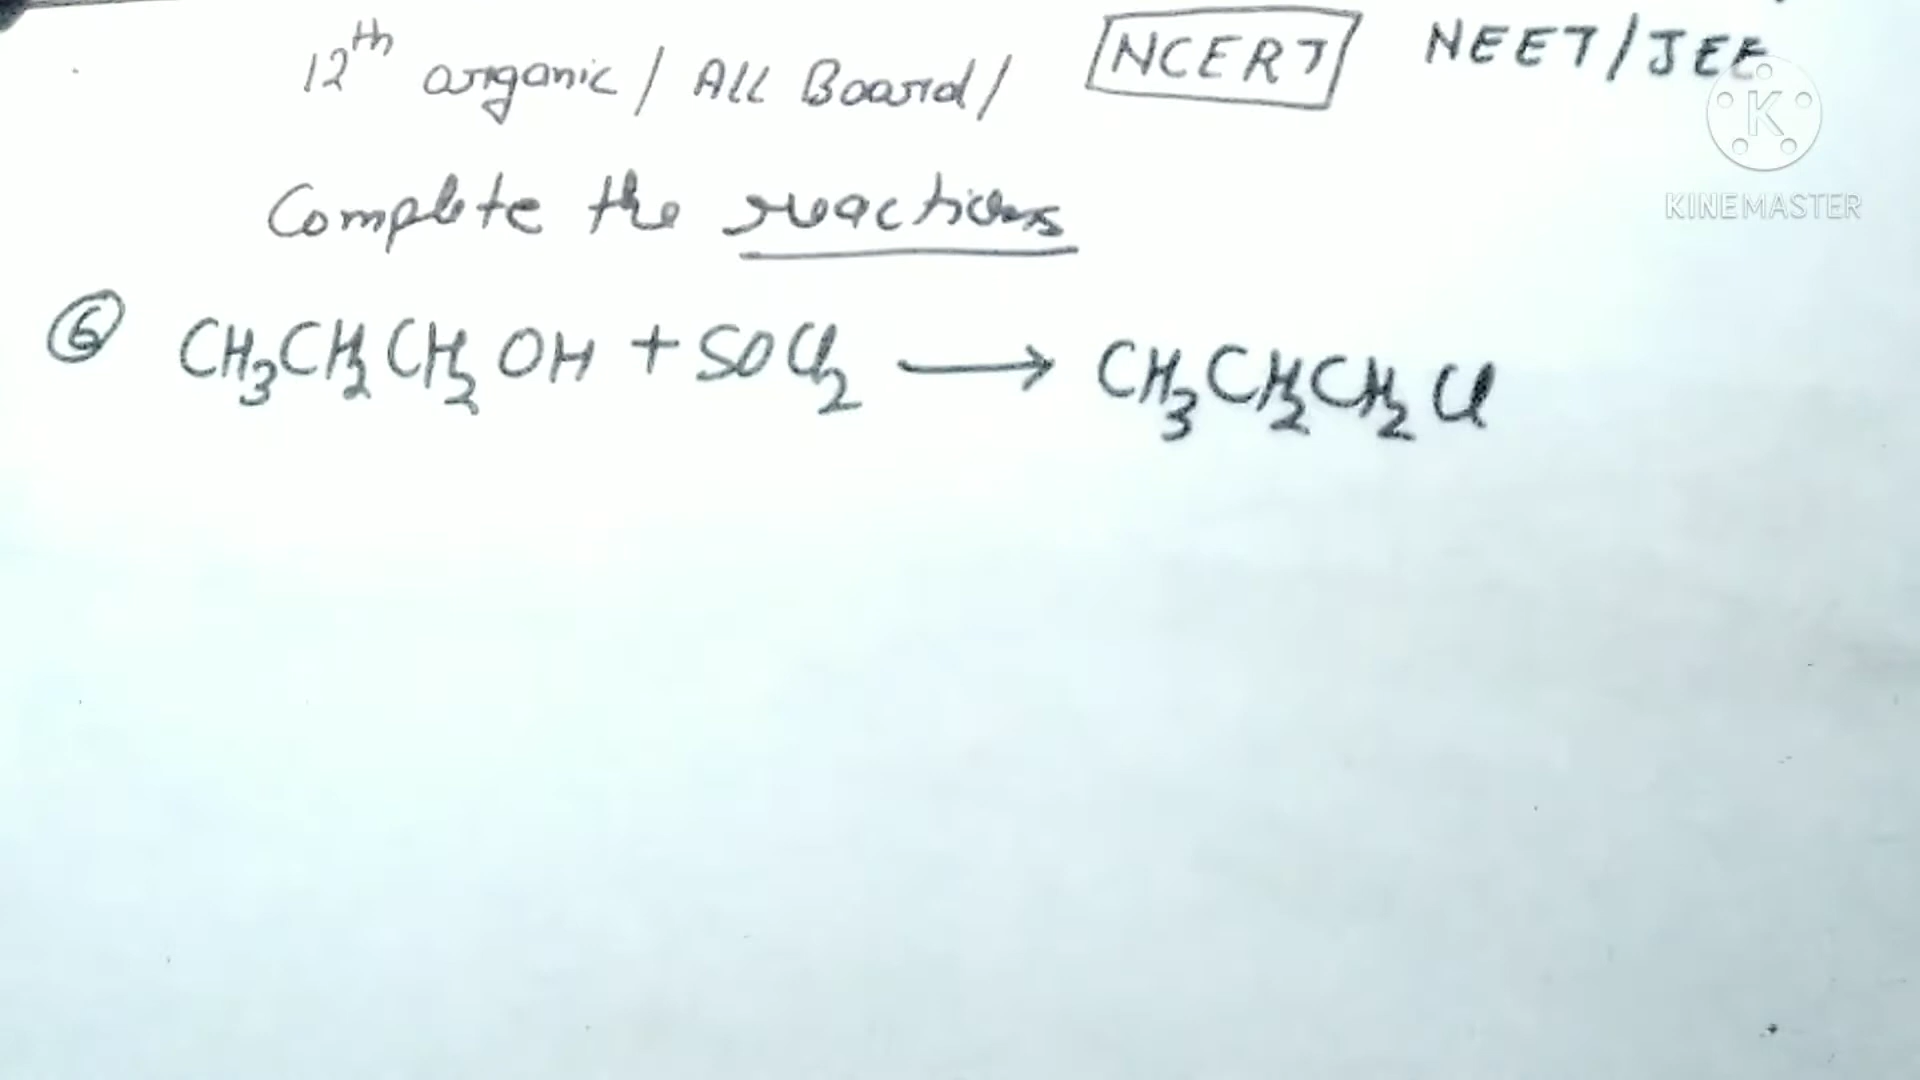 12th organic / All Board / NCERT NEET/JEE
K
KINEMASTER
Complete the reactions
⑥ CH₃CH₂CH₂OH + SOCl₂ ⟶ CH₃CH₂CH₂Cl